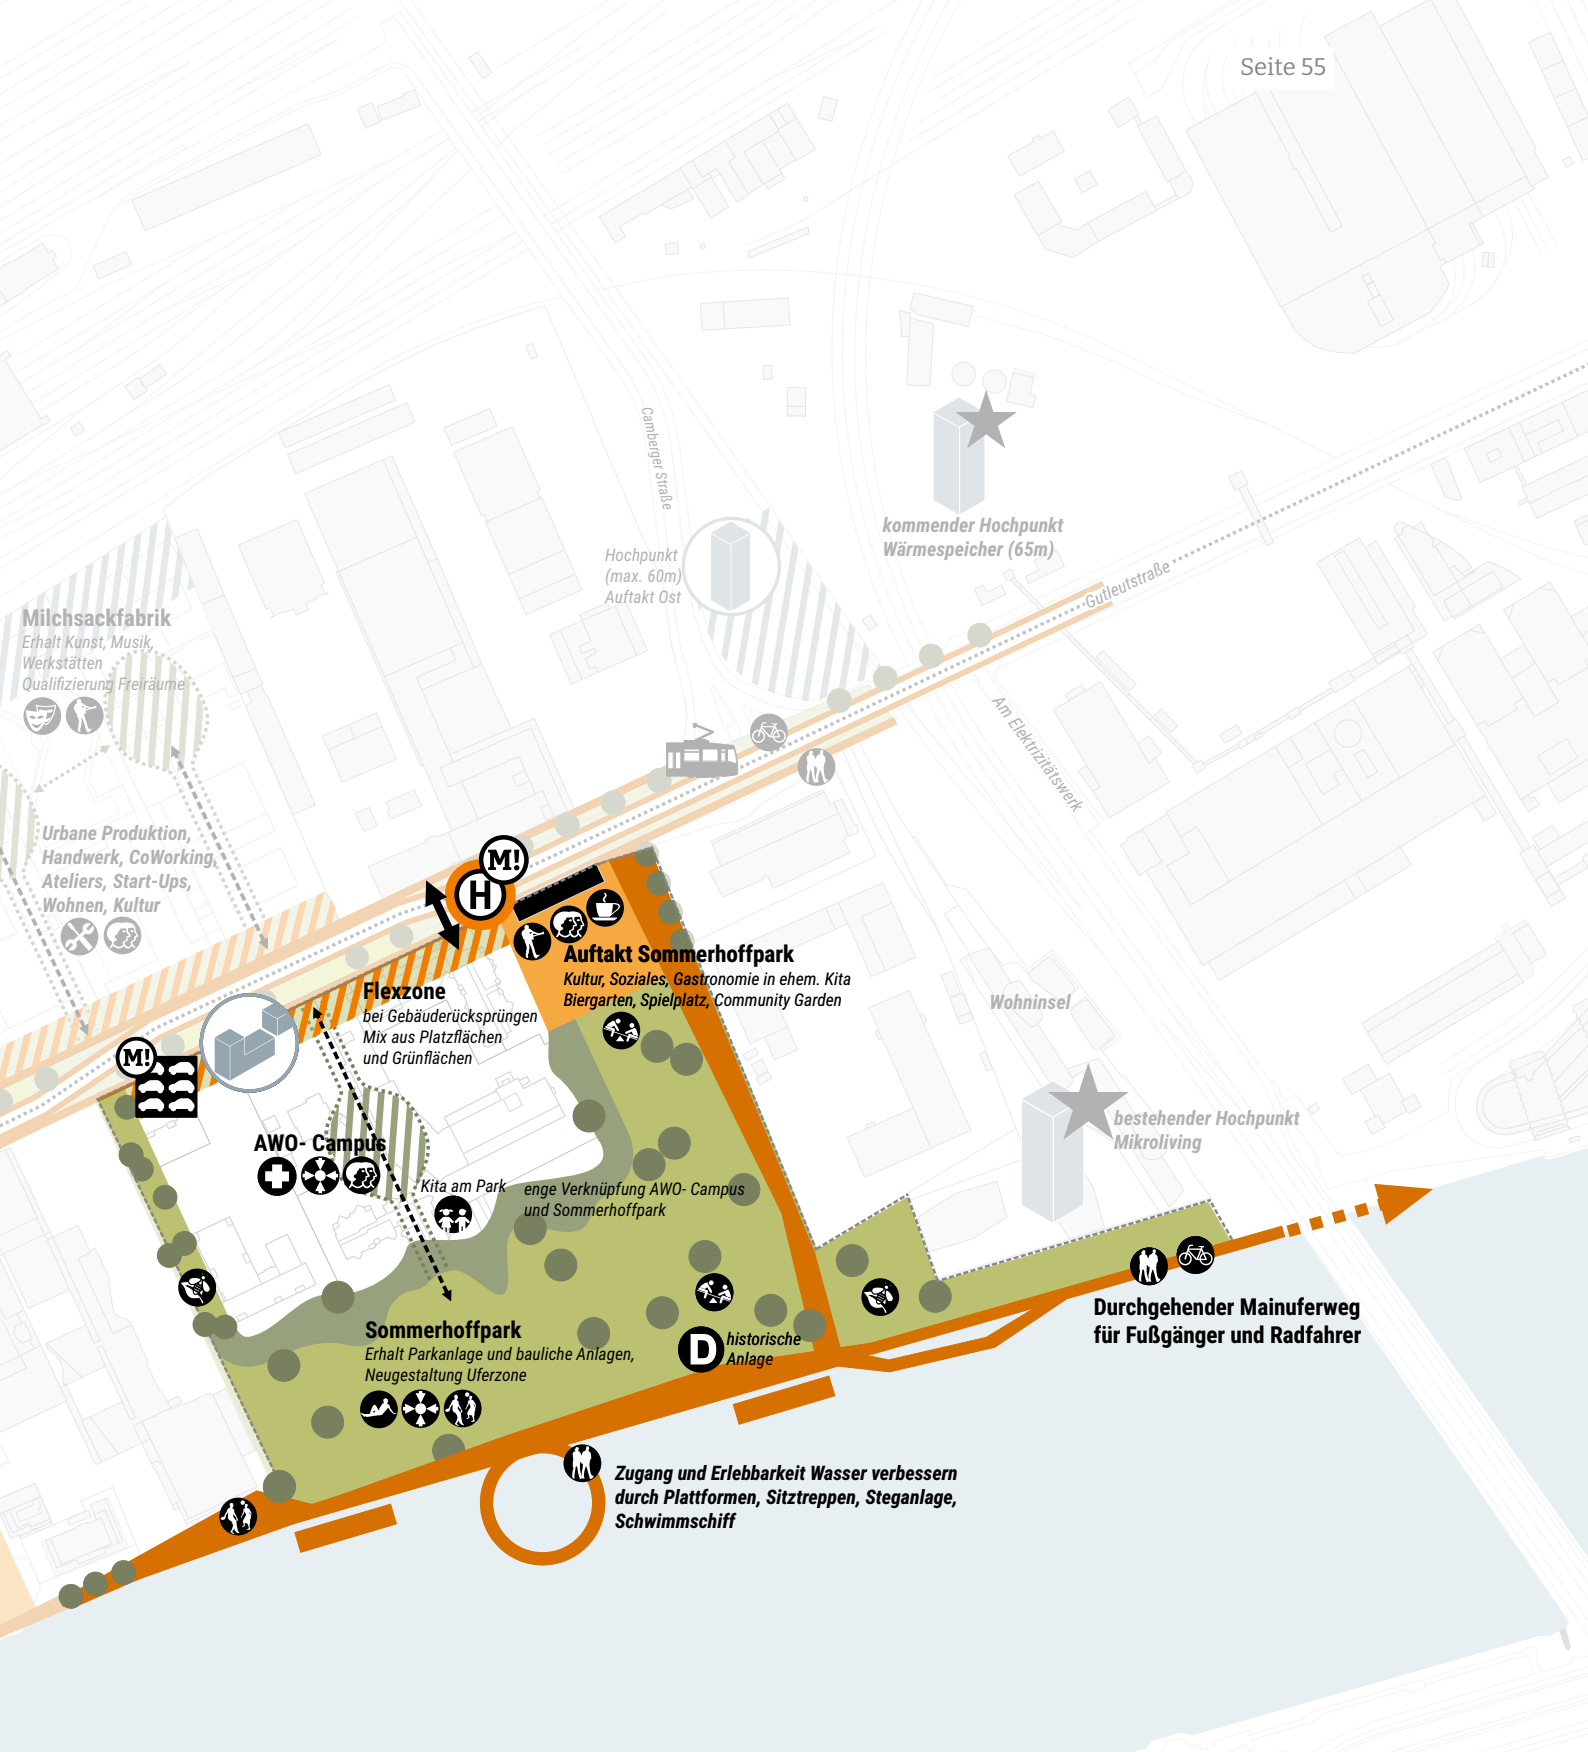 Seite 55
Camberger Straße
kommender Hochpunkt
Wärmespeicher (65m)
Hochpunkt
(max. 60m)
Auftakt Ost
Gutleutstraße
Milchsackfabrik
Erhalt Kunst, Musik,
Werkstätten
Qualifizierung Freiräume
Am Elektrizitätswerk
Urbane Produktion,
Handwerk, CoWorking,
Ateliers, Start-Ups,
Wohnen, Kultur
M!
H
Auftakt Sommerhoffpark
Kultur, Soziales, Gastronomie in ehem. Kita
Biergarten, Spielplatz, Community Garden
Flexzone
bei Gebäuderücksprüngen
Mix aus Platzflächen
und Grünflächen
Wohninsel
M!
bestehender Hochpunkt
Mikroliving
AWO- Campus
Kita am Park
enge Verknüpfung AWO- Campus
und Sommerhoffpark
Durchgehender Mainuferweg
für Fußgänger und Radfahrer
Sommerhoffpark
Erhalt Parkanlage und bauliche Anlagen,
Neugestaltung Uferzone
D
historische
Anlage
Zugang und Erlebbarkeit Wasser verbessern
durch Plattformen, Sitztreppen, Steganlage,
Schwimmschiff